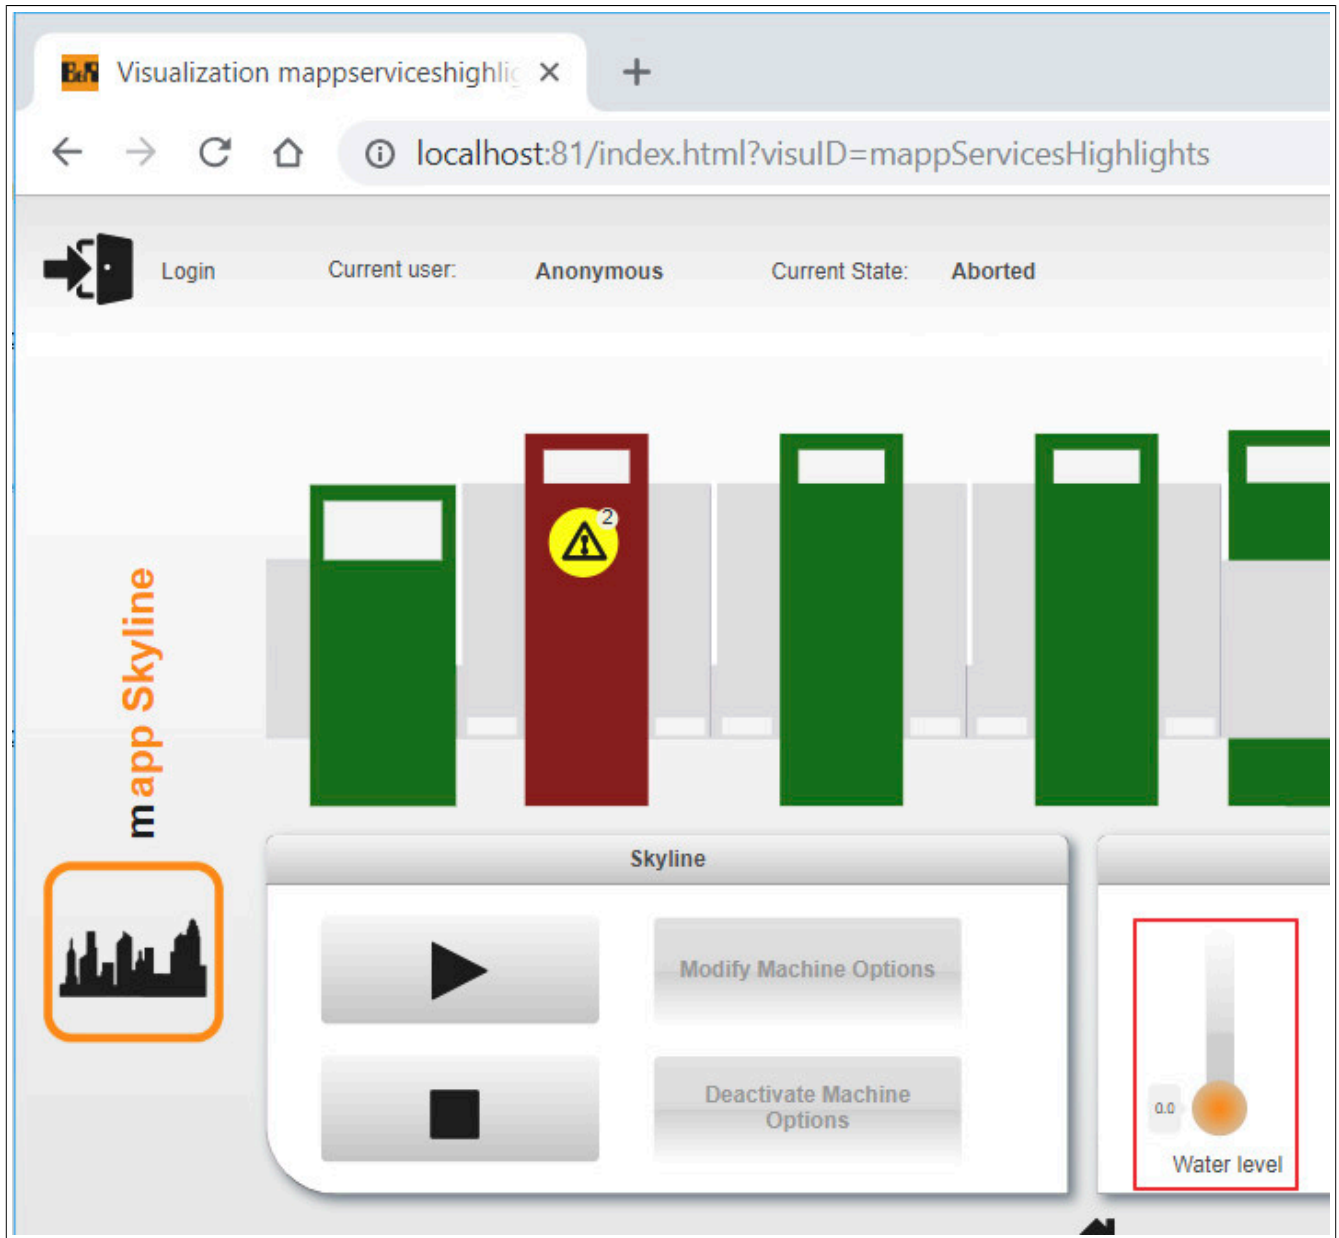 B&R Visualization mappserviceshighlig
localhost:81/index.html?visuID=mappServicesHighlights
Login Current user: Anonymous Current State: Aborted
2
mapp Skyline
Skyline
Modify Machine Options
Deactivate Machine
Options
0.0
Water level